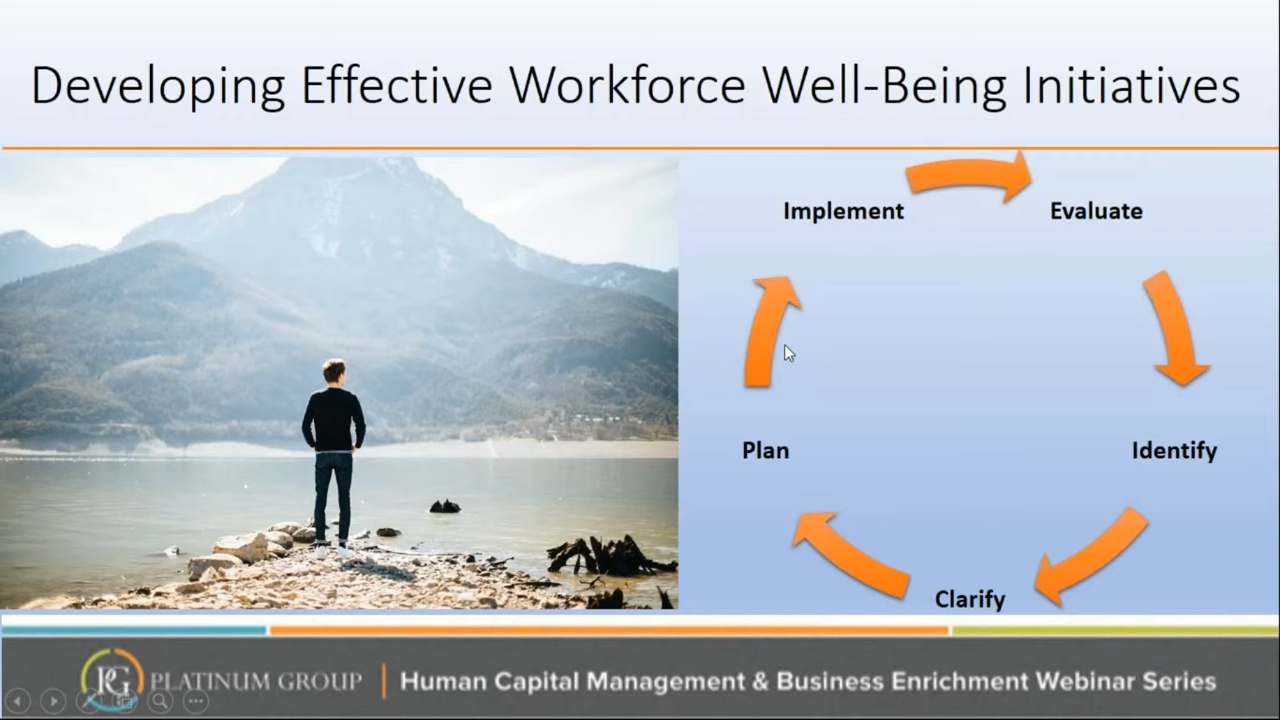 Developing Effective Workforce Well-Being Initiatives
Implement
Evaluate
Plan
Identify
Clarify
PG PLATINUM GROUP
Human Capital Management & Business Enrichment Webinar Series